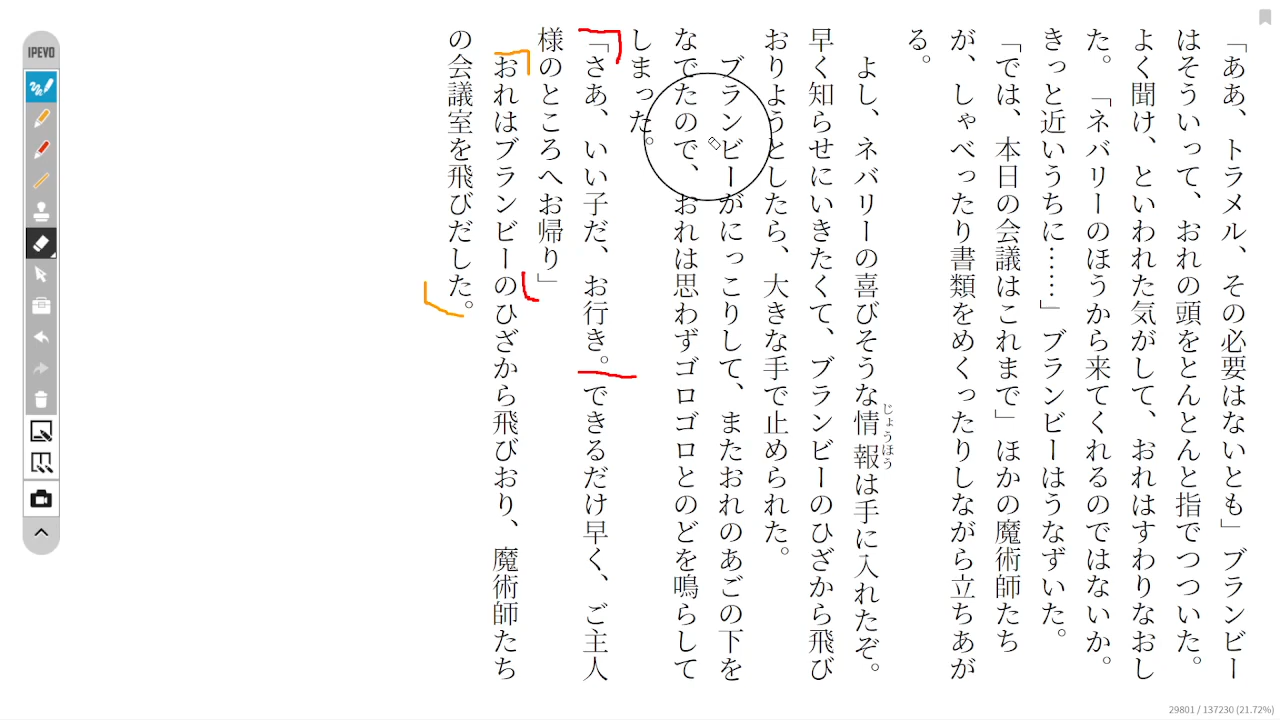 「ああ、トラメル、その必要はないとも」ブランビー
はそういって、おれの頭をとんとんと指でつついた。
よく聞け、といわれた気がして、おれはすわりなおし
た。「ネバリーのほうから来てくれるのではないか。
きっと近いうちに……」ブランビーはうなずいた。
「では、本日の会議はこれまで」ほかの魔術師たち
が、しゃべったり書類をめくったりしながら立ちあが
る。
よし、ネバリーの喜びそうな情報は手に入れたぞ。
じょうほう
早く知らせにいきたくて、ブランビーのひざから飛び
おりようとしたら、大きな手で止められた。
ブランビーがにっこりして、またおれのあごの下を
なでたので、おれは思わずゴロゴロとのどを鳴らして
しまった。
「さあ、いい子だ、お行き。できるだけ早く、ご主人
様のところへお帰り」
おれはブランビーのひざから飛びおり、魔術師たち
の会議室を飛びだした。
IPEVO
29801 / 137230 (21.72%)